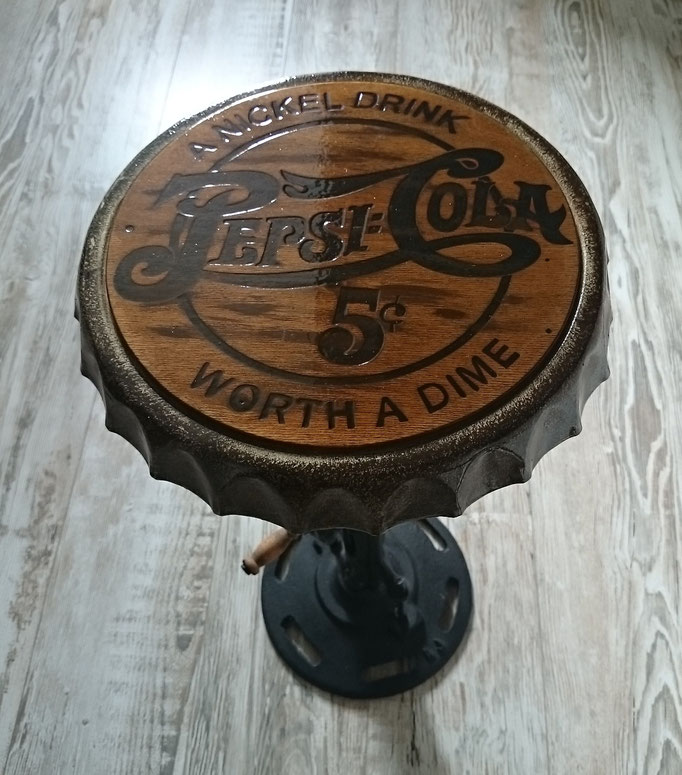 A NICKEL DRINK
PEPSI-COLA
5¢
WORTH A DIME